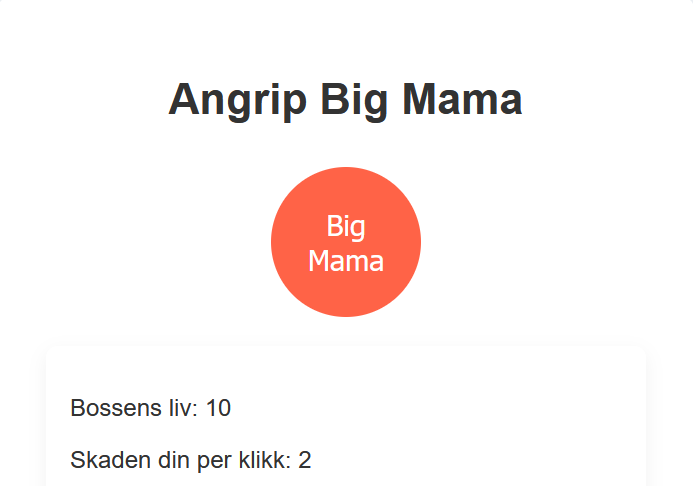 Angrip Big Mama
Big
Mama
Bossens liv: 10
Skaden din per klikk: 2